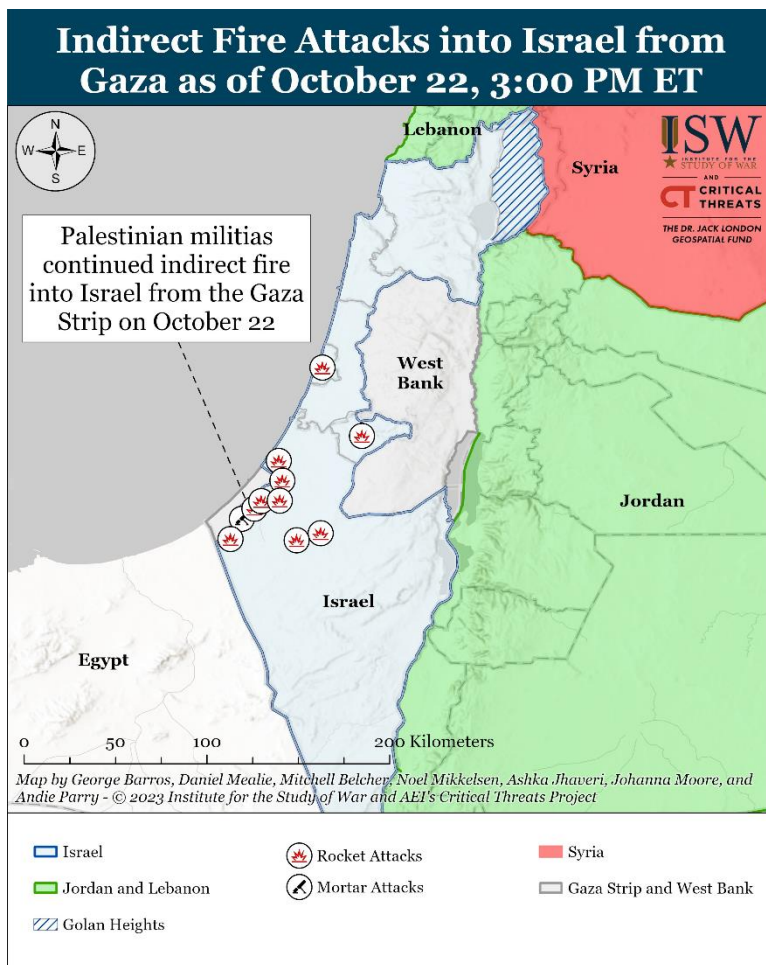 Indirect Fire Attacks into Israel from
Gaza as of October 22, 3:00 PM ET
N
W E
S
Lebanon
Syria
ISW
INSTITUTE FOR THE
STUDY OF WAR
AND
CT CRITICAL
THREATS
THE DR. JACK LONDON
GEOSPATIAL FUND
Palestinian militias
continued indirect fire
into Israel from the Gaza
Strip on October 22
West
Bank
Jordan
Israel
Egypt
0 50 100 200 Kilometers
Map by George Barros, Daniel Mealie, Mitchell Belcher, Noel Mikkelsen, Ashka Jhaveri, Johanna Moore, and
Andie Parry - © 2023 Institute for the Study of War and AEI's Critical Threats Project
Israel
Rocket Attacks
Syria
Jordan and Lebanon
Mortar Attacks
Gaza Strip and West Bank
Golan Heights